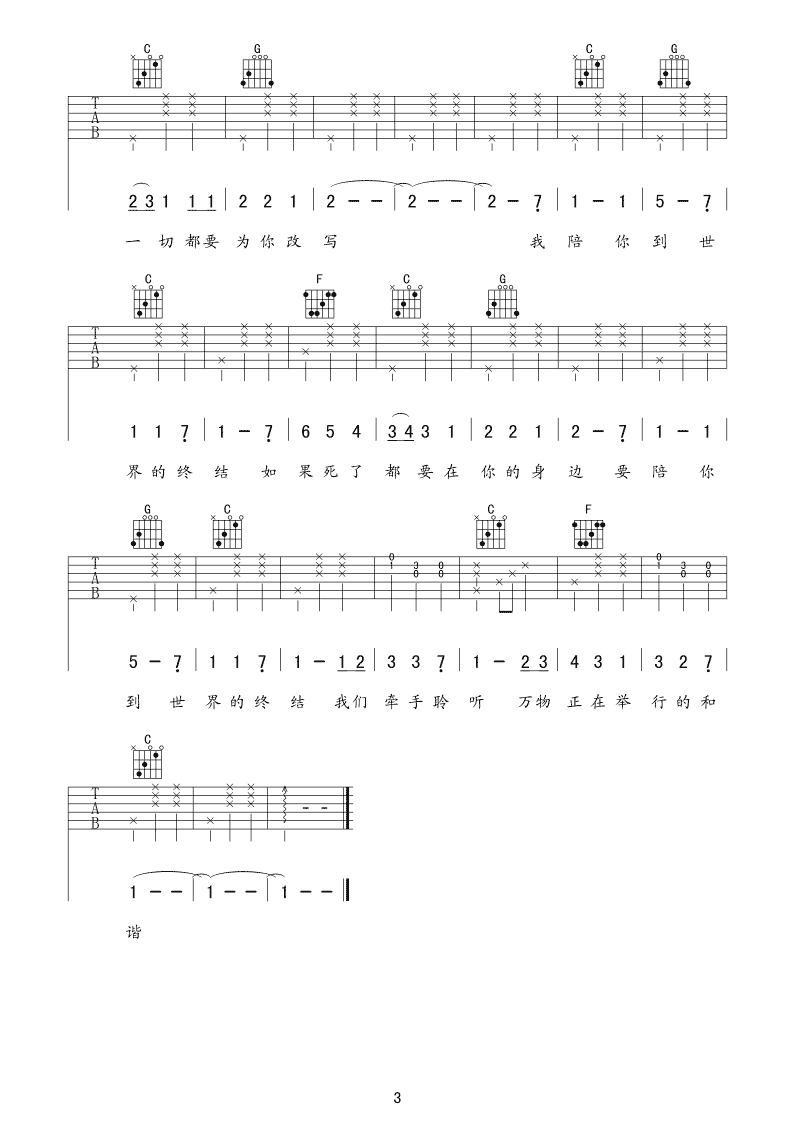 C G C G
T
A
B
2 3 1 1 1 | 2 2 1 | 2 - - | 2 - - | 2 - 7 | 1 - 1 | 5 - 7 |
一 切 都 要 为 你 改 写 我 陪 你 到 世
C F C G
T
A
B
1 1 7 | 1 - 7 | 6 5 4 | 3 4 3 1 | 2 2 1 | 2 - 7 | 1 - 1 |
界 的 终 结 如 果 死 了 都 要 在 你 的 身 边 要 陪 你
G C C F
0 0
T 1 3 0 1 3 0
A 0 0 0 0
B
5 - 7 | 1 1 7 | 1 - 1 2 | 3 3 7 | 1 - 2 3 | 4 3 1 | 3 2 7 |
到 世 界 的 终 结 我 们 牵 手 聆 听 万 物 正 在 举 行 的 和
C
T
A - -
B
1 - - | 1 - - | 1 - - |
谐
3